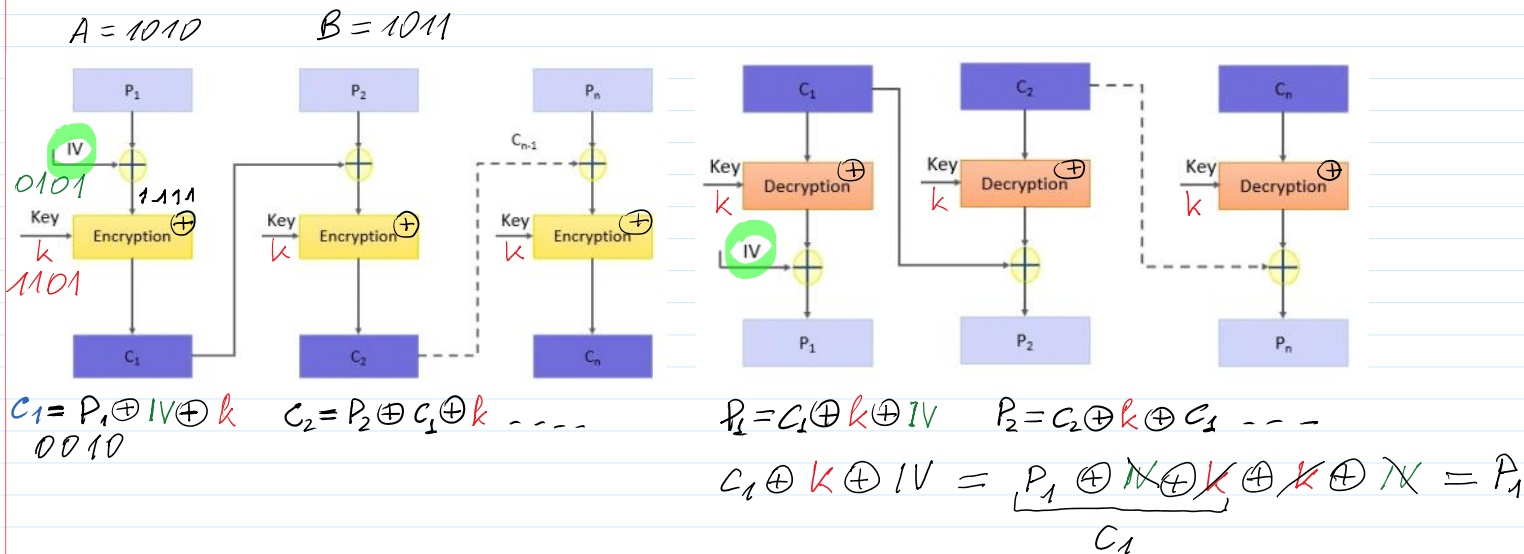 A = 1010 B = 1011
P₁ P₂ Pₙ C₁ C₂ Cₙ
IV Cₙ₋₁
0101 1111
Key Key Key Key Key Key
Encryption ⊕ Encryption ⊕ Encryption ⊕ Decryption ⊕ Decryption ⊕ Decryption ⊕
k k k k k k
1101 IV
C₁ C₂ Cₙ P₁ P₂ Pₙ
C₁ = P₁ ⊕ IV ⊕ k C₂ = P₂ ⊕ C₁ ⊕ k ---- P₁ = C₁ ⊕ k ⊕ IV P₂ = C₂ ⊕ k ⊕ C₁ ---
0010
C₁ ⊕ k ⊕ IV = P₁ ⊕ IV ⊕ k ⊕ k ⊕ IV = P₁
C₁